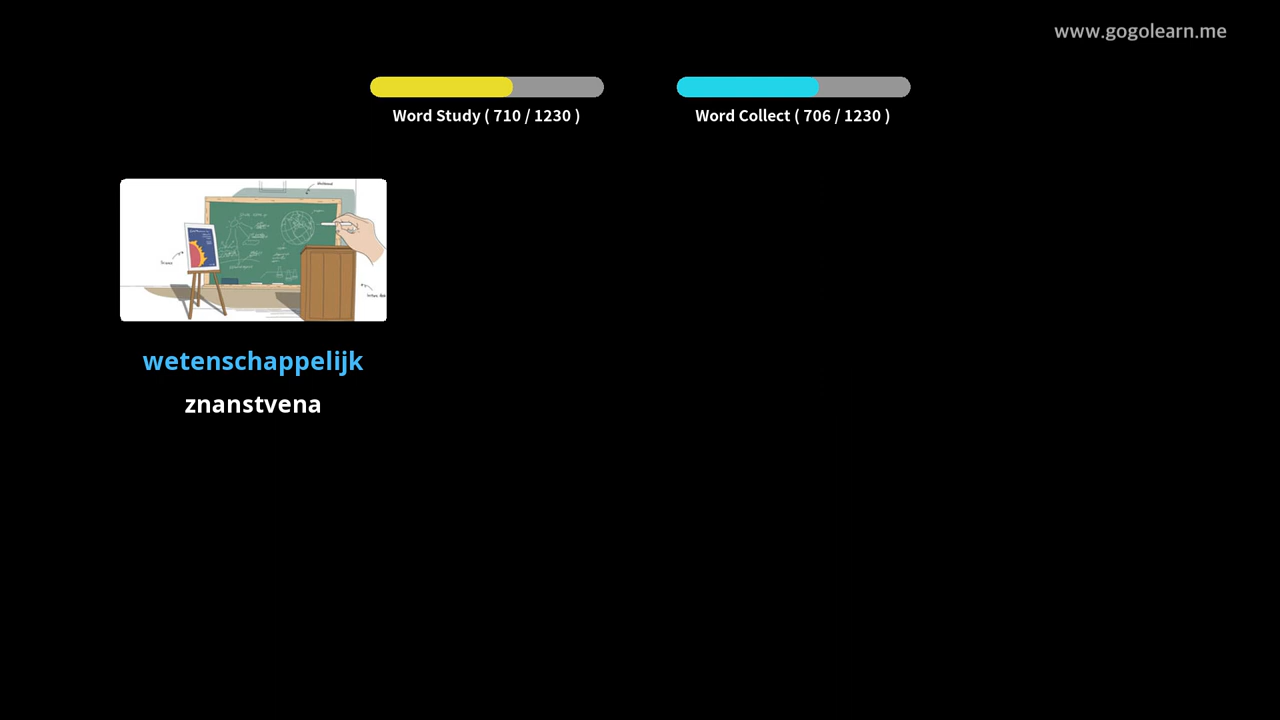 www.gogolearn.me
Word Study ( 710 / 1230 )
Word Collect ( 706 / 1230 )
wetenschappelijk
znanstvena